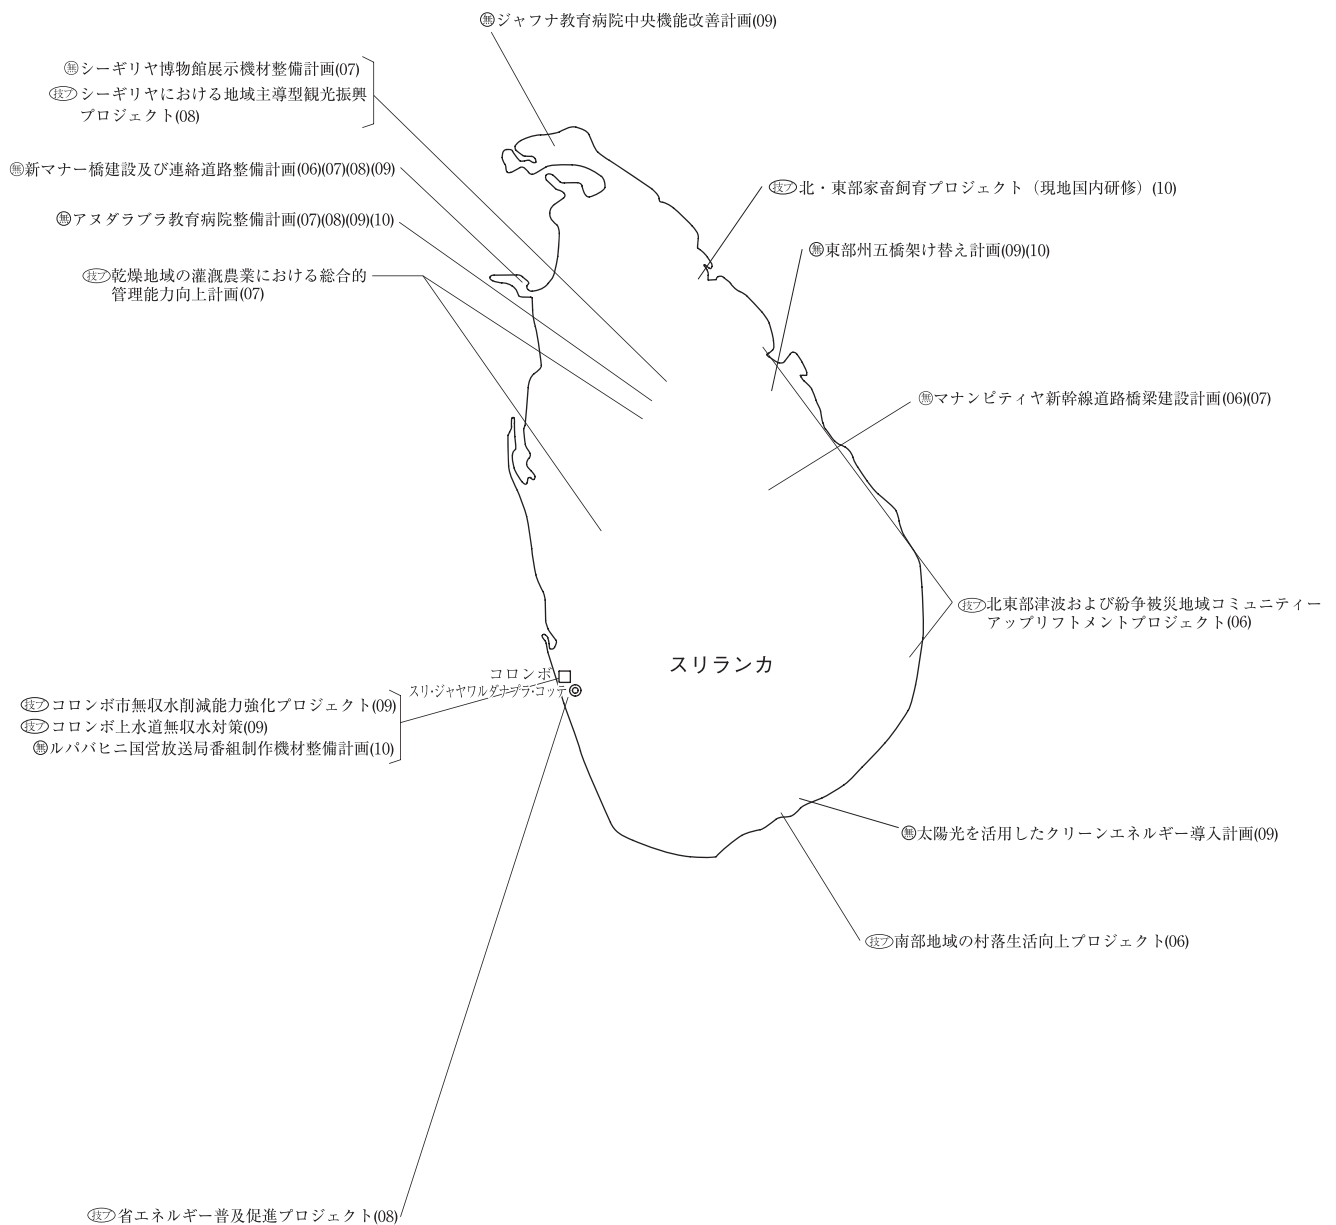 ㊮ジャフナ教育病院中央機能改善計画(09)
㊮シーギリヤ博物館展示機材整備計画(07)
技プ シーギリヤにおける地域主導型観光振興
プロジェクト(08)
㊮新マナー橋建設及び連絡道路整備計画(06)(07)(08)(09)
㊮アヌダラプラ教育病院整備計画(07)(08)(09)(10)
技プ 乾燥地域の灌漑農業における総合的
管理能力向上計画(07)
技プ 北・東部家畜飼育プロジェクト（現地国内研修）(10)
無 東部州五橋架け替え計画(09)(10)
無 マナンピティヤ新幹線道路橋梁建設計画(06)(07)
技プ 北東部津波および紛争被災地域コミュニティー
アップリフトメントプロジェクト(06)
スリランカ
コロンボ
スリ・ジャヤワルダナプラ・コッテ
技プ コロンボ市無収水削減能力強化プロジェクト(09)
技プ コロンボ上水道無収水対策(09)
無 ルパバヒニ国営放送局番組制作機材整備計画(10)
無 太陽光を活用したクリーンエネルギー導入計画(09)
技プ 南部地域の村落生活向上プロジェクト(06)
技プ 省エネルギー普及促進プロジェクト(08)